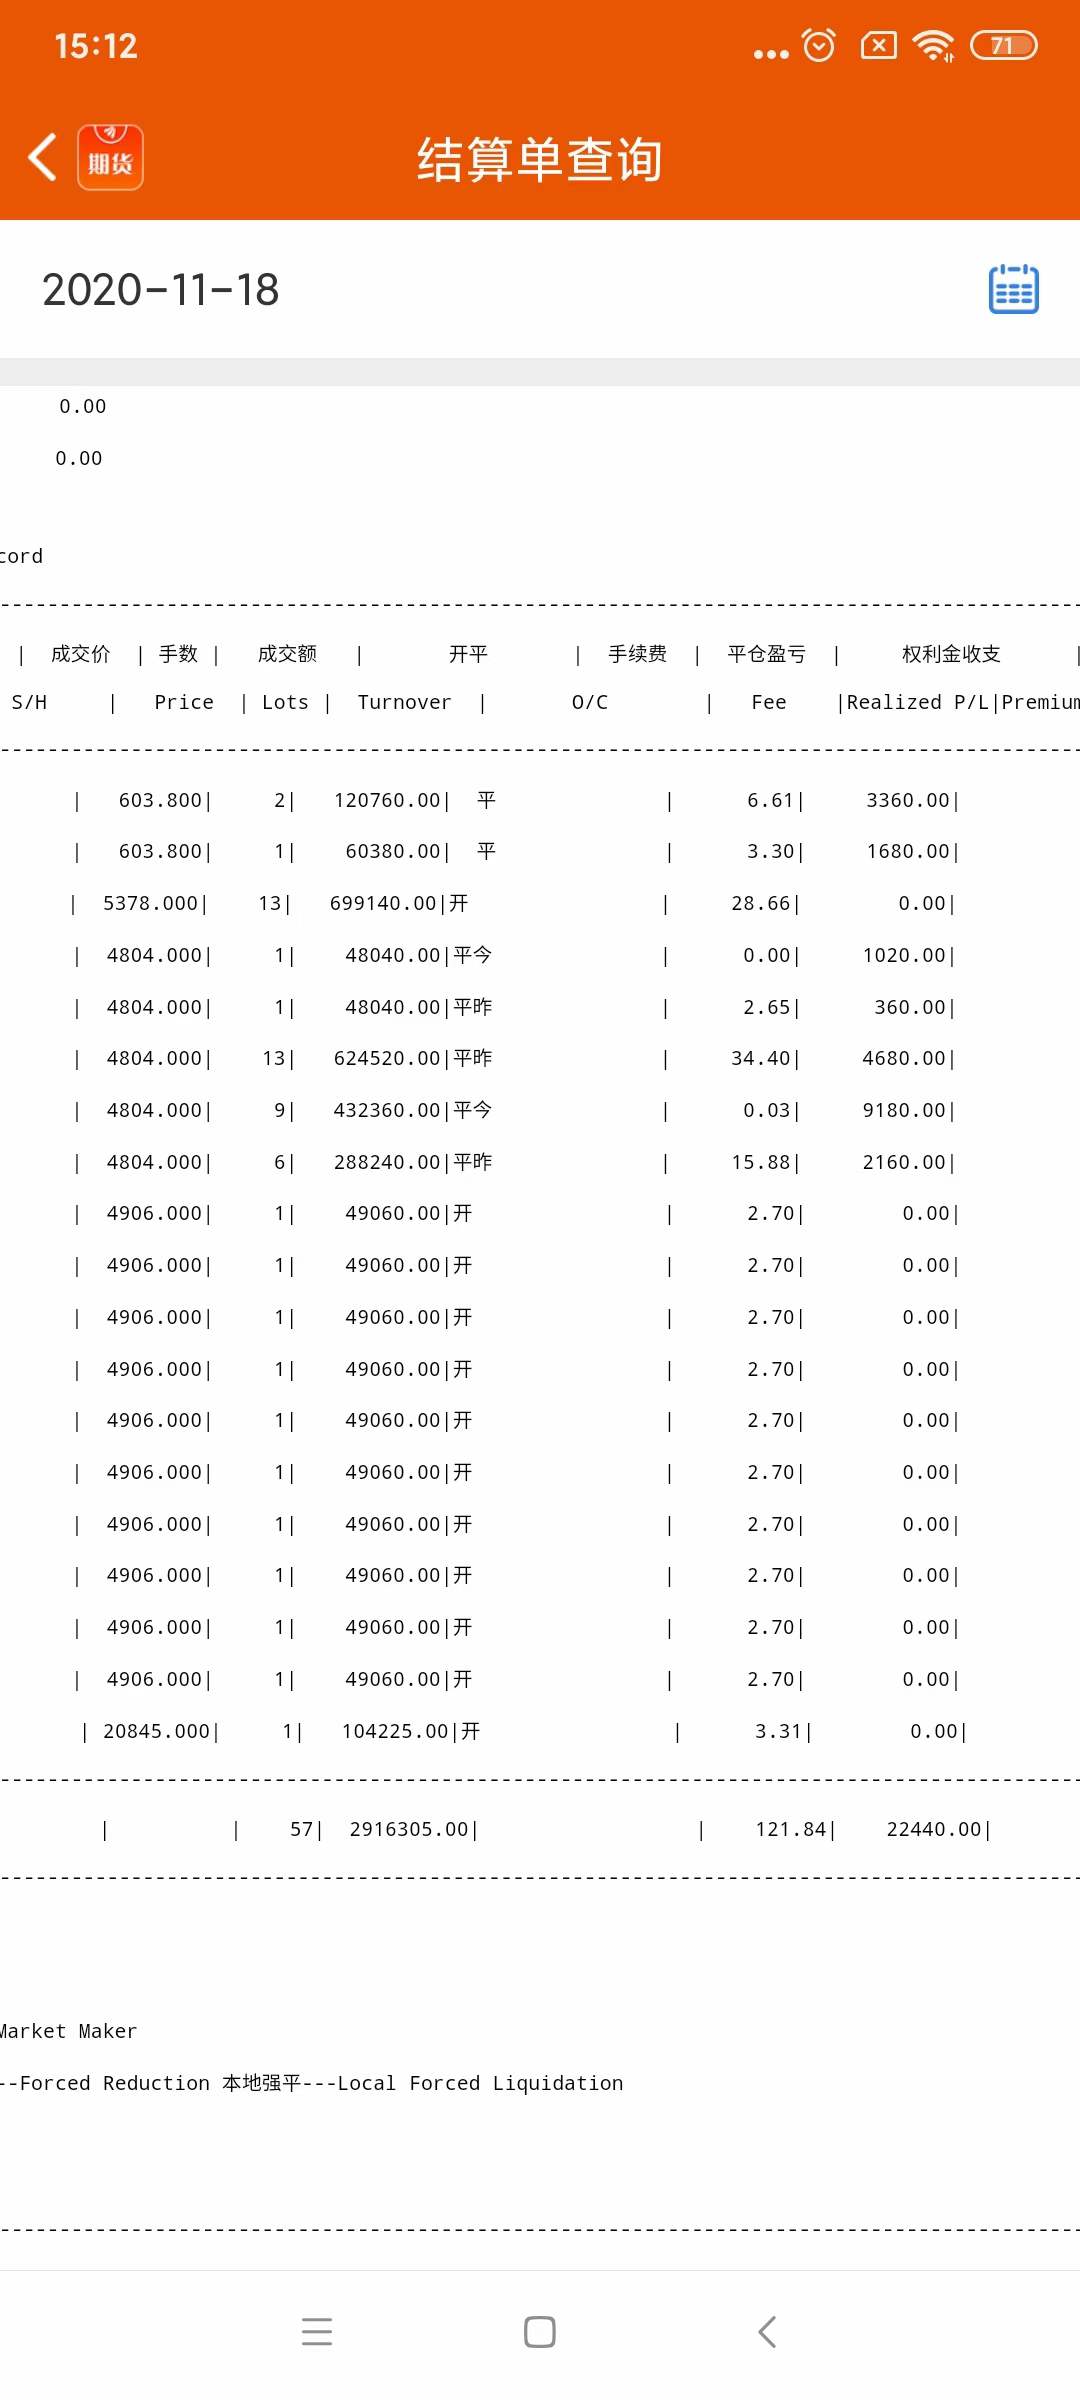 15:12
71
期货
结算单查询
2020-11-18
0.00
0.00
cord
| 成交价 | 手数 | 成交额 | 开平 | 手续费 | 平仓盈亏 | 权利金收支 |
S/H | Price | Lots | Turnover | O/C | Fee |Realized P/L|Premium
| 603.800| 2| 120760.00| 平 | 6.61| 3360.00|
| 603.800| 1| 60380.00| 平 | 3.30| 1680.00|
| 5378.000| 13| 699140.00|开 | 28.66| 0.00|
| 4804.000| 1| 48040.00|平今 | 0.00| 1020.00|
| 4804.000| 1| 48040.00|平昨 | 2.65| 360.00|
| 4804.000| 13| 624520.00|平昨 | 34.40| 4680.00|
| 4804.000| 9| 432360.00|平今 | 0.03| 9180.00|
| 4804.000| 6| 288240.00|平昨 | 15.88| 2160.00|
| 4906.000| 1| 49060.00|开 | 2.70| 0.00|
| 4906.000| 1| 49060.00|开 | 2.70| 0.00|
| 4906.000| 1| 49060.00|开 | 2.70| 0.00|
| 4906.000| 1| 49060.00|开 | 2.70| 0.00|
| 4906.000| 1| 49060.00|开 | 2.70| 0.00|
| 4906.000| 1| 49060.00|开 | 2.70| 0.00|
| 4906.000| 1| 49060.00|开 | 2.70| 0.00|
| 4906.000| 1| 49060.00|开 | 2.70| 0.00|
| 4906.000| 1| 49060.00|开 | 2.70| 0.00|
| 4906.000| 1| 49060.00|开 | 2.70| 0.00|
| 20845.000| 1| 104225.00|开 | 3.31| 0.00|
| | 57| 2916305.00| | 121.84| 22440.00|
Market Maker
--Forced Reduction 本地强平---Local Forced Liquidation